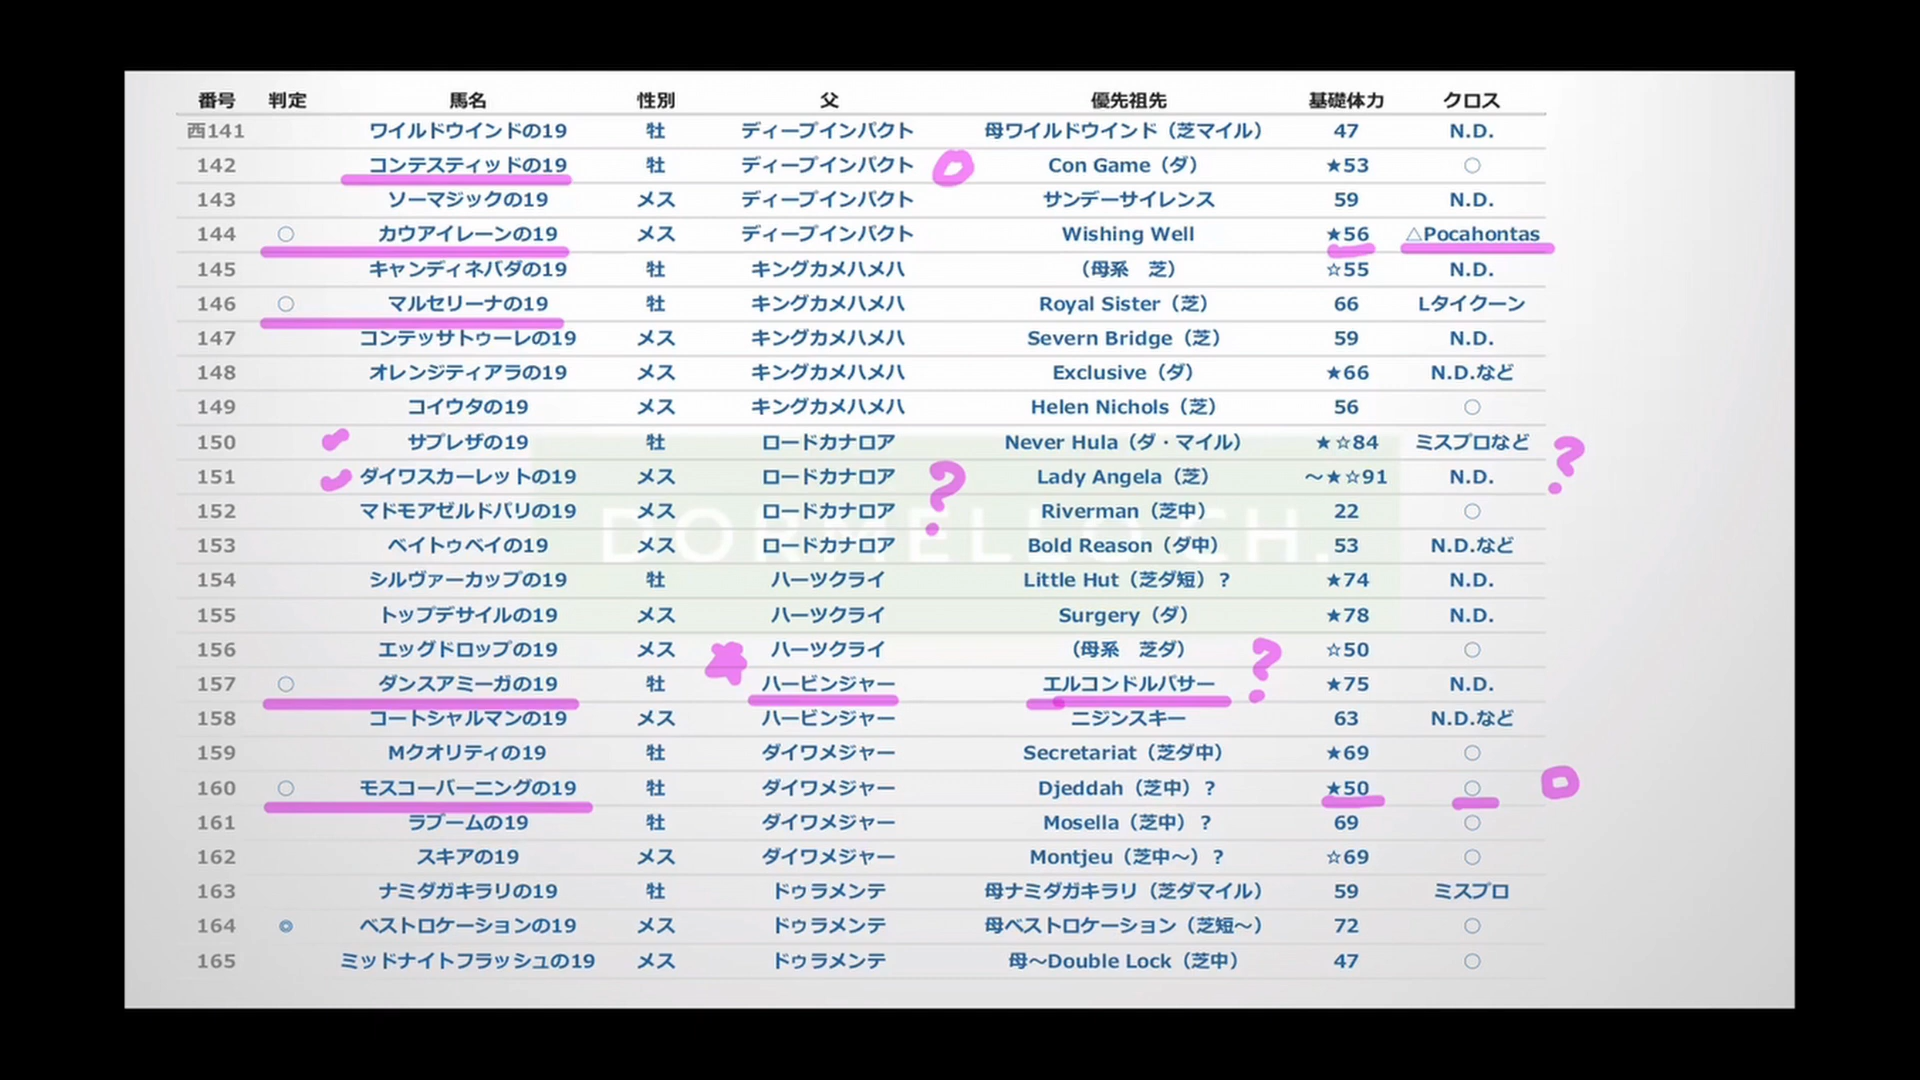 番号 判定 馬名 性別 父 優先祖先 基礎体力 クロス
西141 ワイルドウインドの19 牡 ディープインパクト 母ワイルドウインド（芝マイル） 47 N.D.
142 コンテスティッドの19 牡 ディープインパクト Con Game（ダ） ★53 ○
143 ソーマジックの19 メス ディープインパクト サンデーサイレンス 59 N.D.
144 ○ カウアイレーンの19 メス ディープインパクト Wishing Well ★56 △Pocahontas
145 キャンディネバダの19 牡 キングカメハメハ （母系　芝） ☆55 N.D.
146 ○ マルセリーナの19 牡 キングカメハメハ Royal Sister（芝） 66 Lタイクーン
147 コンテッサトゥーレの19 メス キングカメハメハ Severn Bridge（芝） 59 N.D.
148 オレンジティアラの19 メス キングカメハメハ Exclusive（ダ） ★66 N.D.など
149 コイウタの19 メス キングカメハメハ Helen Nichols（芝） 56 ○
150 サプレザの19 牡 ロードカナロア Never Hula（ダ・マイル） ★☆84 ミスプロなど ?
151 ダイワスカーレットの19 メス ロードカナロア ? Lady Angela（芝） ～★☆91 N.D.
152 マドモアゼルドパリの19 メス ロードカナロア Riverman（芝中） 22 ○
153 ベイトゥベイの19 メス ロードカナロア Bold Reason（ダ中） 53 N.D.など
154 シルヴァーカップの19 牡 ハーツクライ Little Hut（芝ダ短）？ ★74 N.D.
155 トップデサイルの19 メス ハーツクライ Surgery（ダ） ★78 N.D.
156 エッグドロップの19 メス ハーツクライ （母系　芝ダ） ☆50 ○
157 ○ ダンスアミーガの19 牡 ★ ハービンジャー エルコンドルパサー ? ★75 N.D.
158 コートシャルマンの19 メス ハービンジャー ニジンスキー 63 N.D.など
159 Mクオリティの19 牡 ダイワメジャー Secretariat（芝ダ中） ★69 ○
160 ○ モスコーバーニングの19 牡 ダイワメジャー Djeddah（芝中）？ ★50 ○
161 ラブームの19 牡 ダイワメジャー Mosella（芝中）？ 69 ○
162 スキアの19 メス ダイワメジャー Montjeu（芝中～）？ ☆69 ○
163 ナミダガキラリの19 牡 ドゥラメンテ 母ナミダガキラリ（芝ダマイル） 59 ミスプロ
164 ◎ ベストロケーションの19 メス ドゥラメンテ 母ベストロケーション（芝短～） 72 ○
165 ミッドナイトフラッシュの19 メス ドゥラメンテ 母～Double Lock（芝中） 47 ○